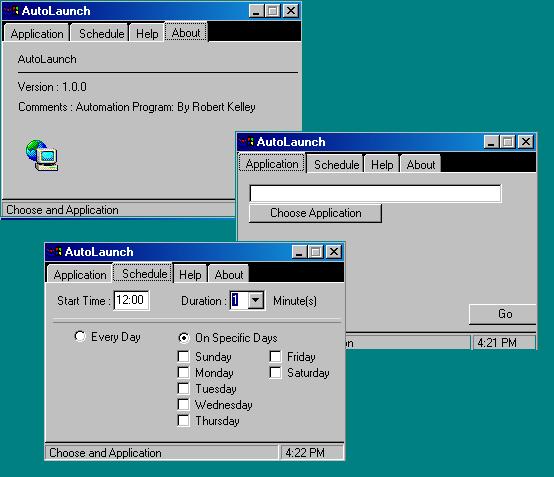 AutoLaunch
Application Schedule Help About
AutoLaunch
Version : 1.0.0
Comments : Automation Program: By Robert Kelley
Choose and Application
AutoLaunch
Application Schedule Help About
Choose Application
Go
4:21 PM
AutoLaunch
Application Schedule Help About
Start Time : 12:00 Duration : 1 Minute(s)
Every Day On Specific Days
Sunday Friday
Monday Saturday
Tuesday
Wednesday
Thursday
Choose and Application 4:22 PM